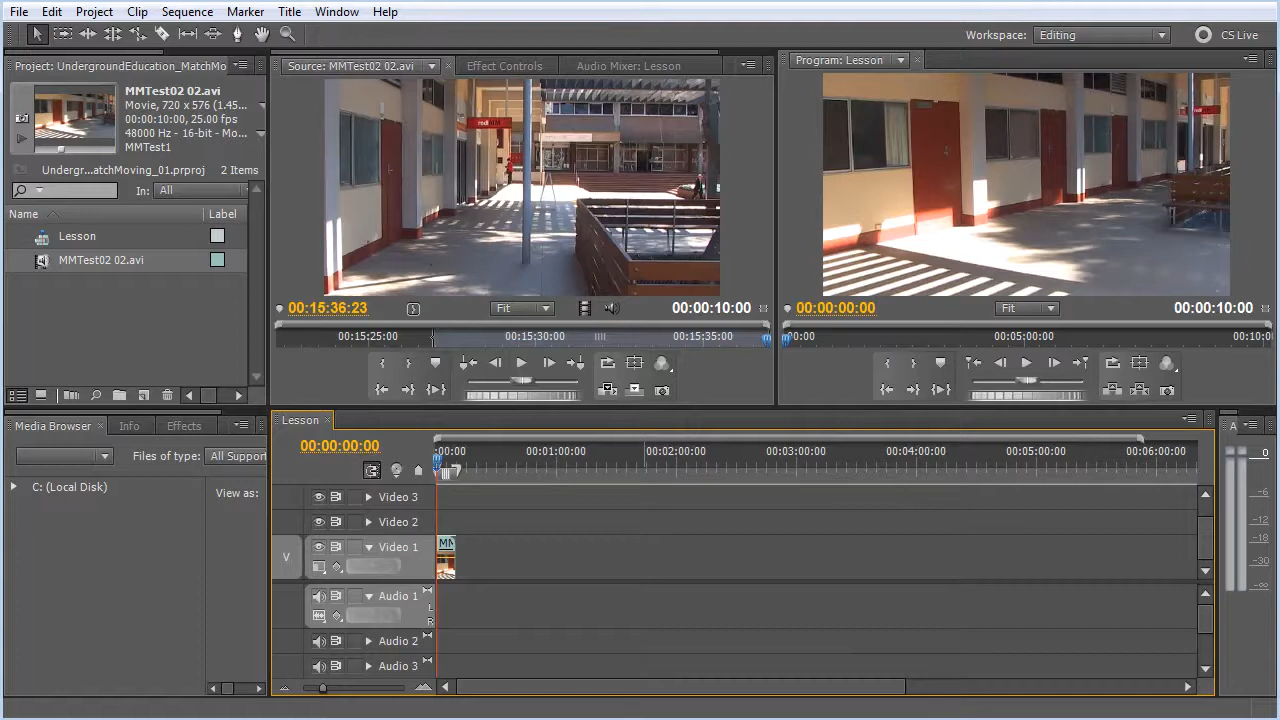 File Edit Project Clip Sequence Marker Title Window Help
Workspace: Editing CS Live
Project: UndergroundEducation_MatchMo
MMTest02 02.avi
Movie, 720 x 576 (1.45...
00:00:10:00, 25.00 fps
48000 Hz - 16-bit - Mo...
MMTest1
Undergr...atchMoving_01.prproj 2 Items
In: All
Name Label
Lesson
MMTest02 02.avi
Source: MMTest02 02.avi Effect Controls Audio Mixer: Lesson
redMM
00:15:36:23 Fit 00:00:10:00
00:15:25:00 00:15:30:00 00:15:35:00
Program: Lesson
00:00:00:00 Fit 00:00:10:00
00:00 00:05:00:00 00:10:0
Media Browser Info Effects
Files of type: All Support
C: (Local Disk) View as:
Lesson
00:00:00:00
:00:00 00:01:00:00 00:02:00:00 00:03:00:00 00:04:00:00 00:05:00:00 00:06:00:00
Video 3
Video 2
V Video 1 MM
Audio 1
L
R
Audio 2
Audio 3
A
0
-6
-12
-18
-30
-∞